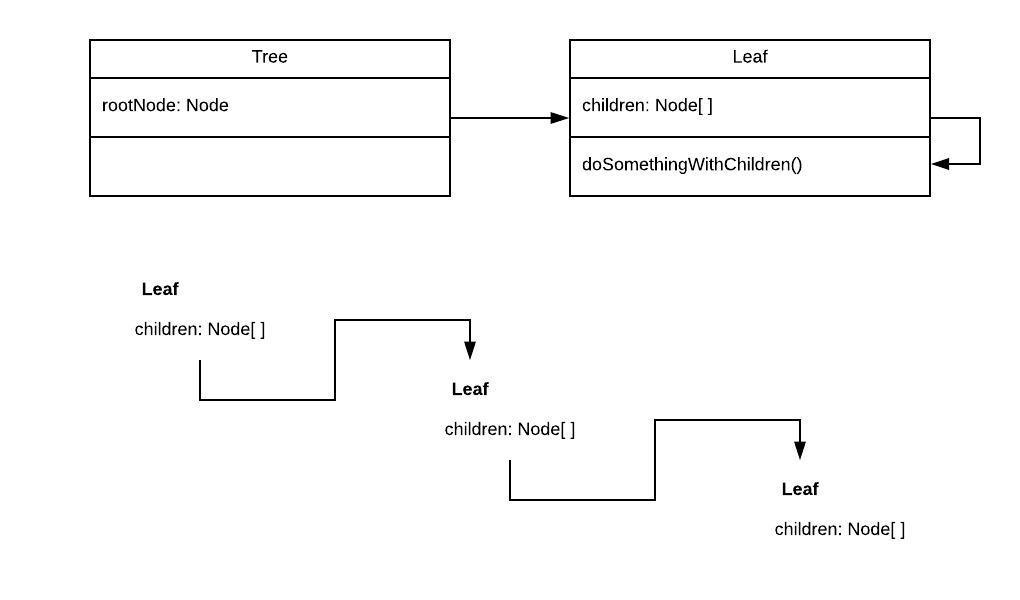 Tree
rootNode: Node
Leaf
children: Node[ ]
doSomethingWithChildren()
Leaf
children: Node[ ]
Leaf
children: Node[ ]
Leaf
children: Node[ ]